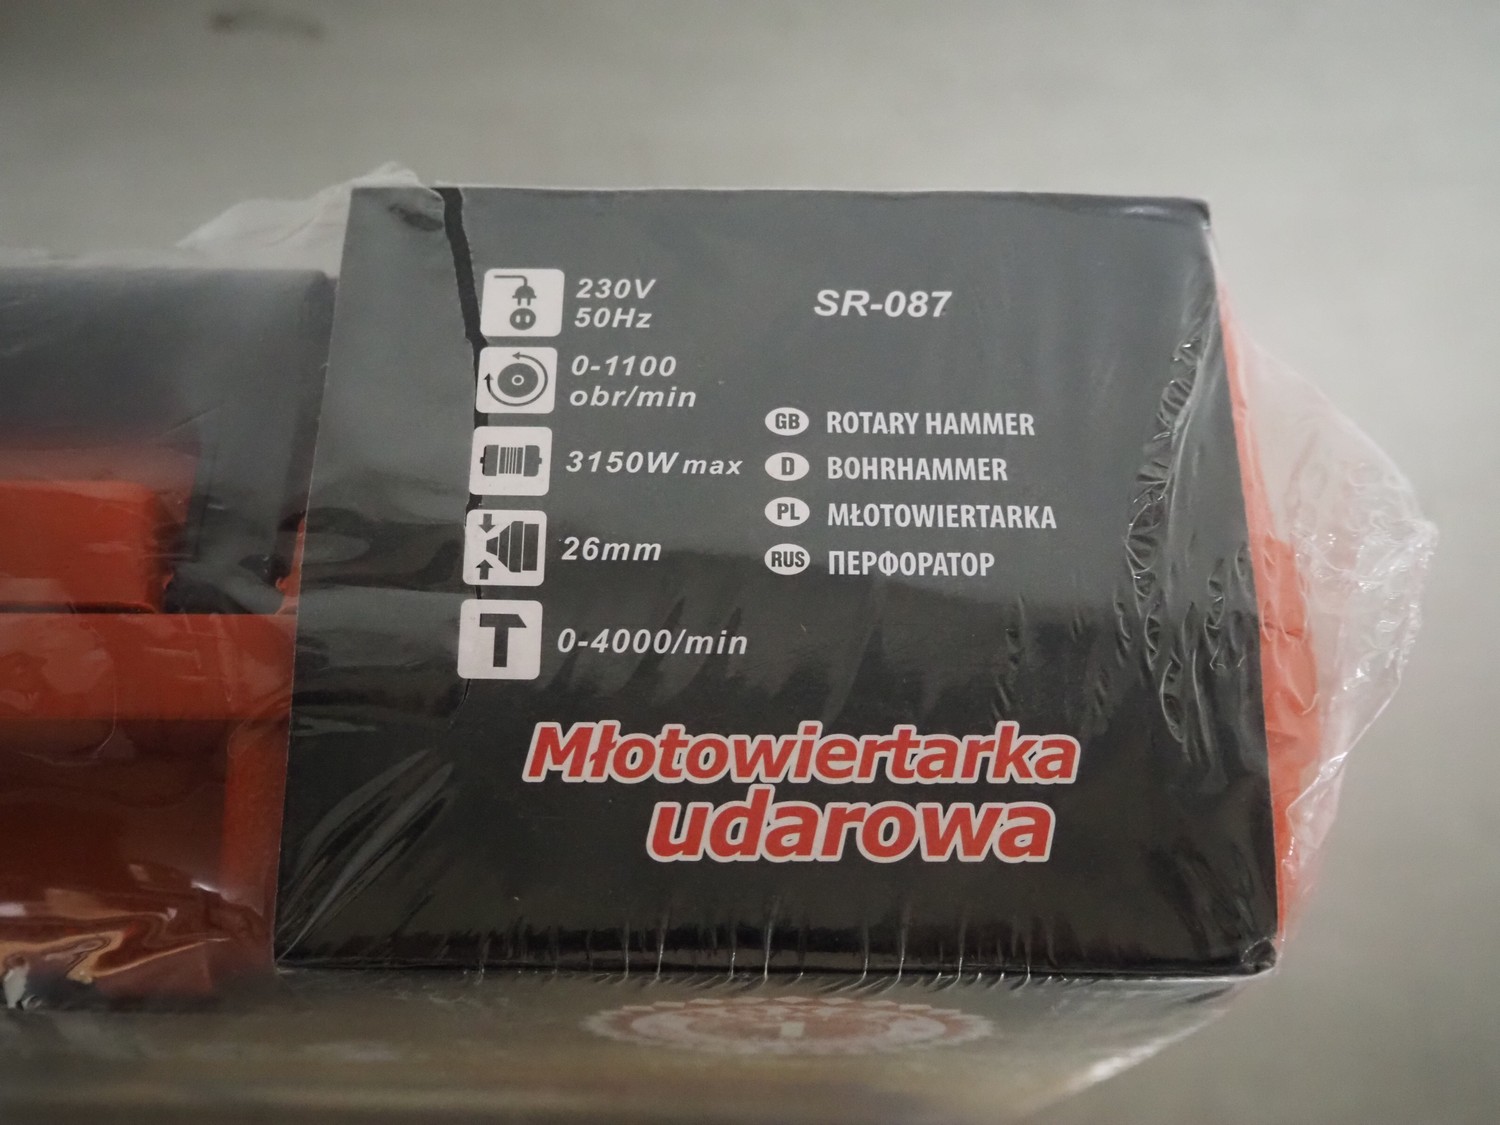 230V
50Hz
SR-087
0-1100
obr/min
3150W max
26mm
0-4000/min
GB ROTARY HAMMER
D BOHRHAMMER
PL MŁOTOWIERTARKA
RUS ПЕРФОРАТОР
Młotowiertarka
udarowa